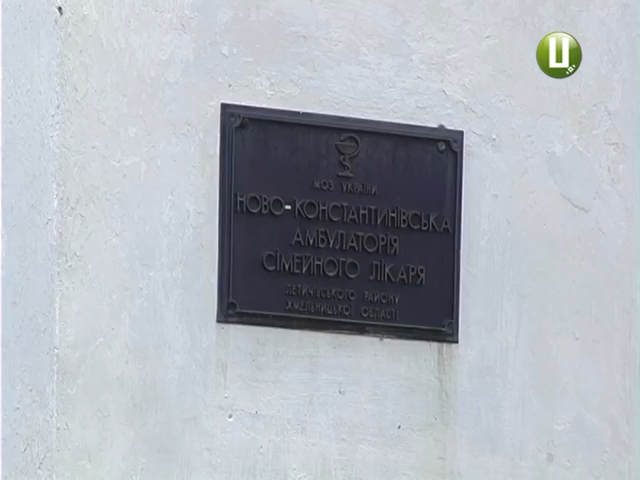 Ц
МОЗ УКРАЇНИ
НОВО-КОНСТАНТИНІВСЬКА
АМБУЛАТОРІЯ
СІМЕЙНОГО ЛІКАРЯ
ЛЕТИЧІВСЬКОГО РАЙОНУ
ХМЕЛЬНИЦЬКОЇ ОБЛАСТІ